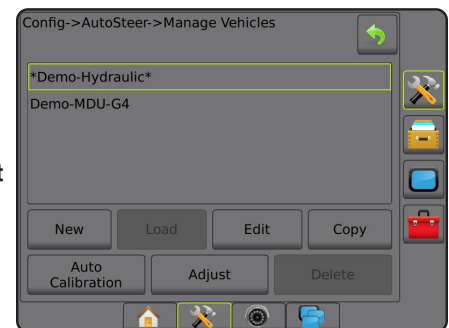 Config->AutoSteer->Manage Vehicles
*Demo-Hydraulic*
Demo-MDU-G4
t
New Load Edit Copy
Auto Calibration Adjust Delete